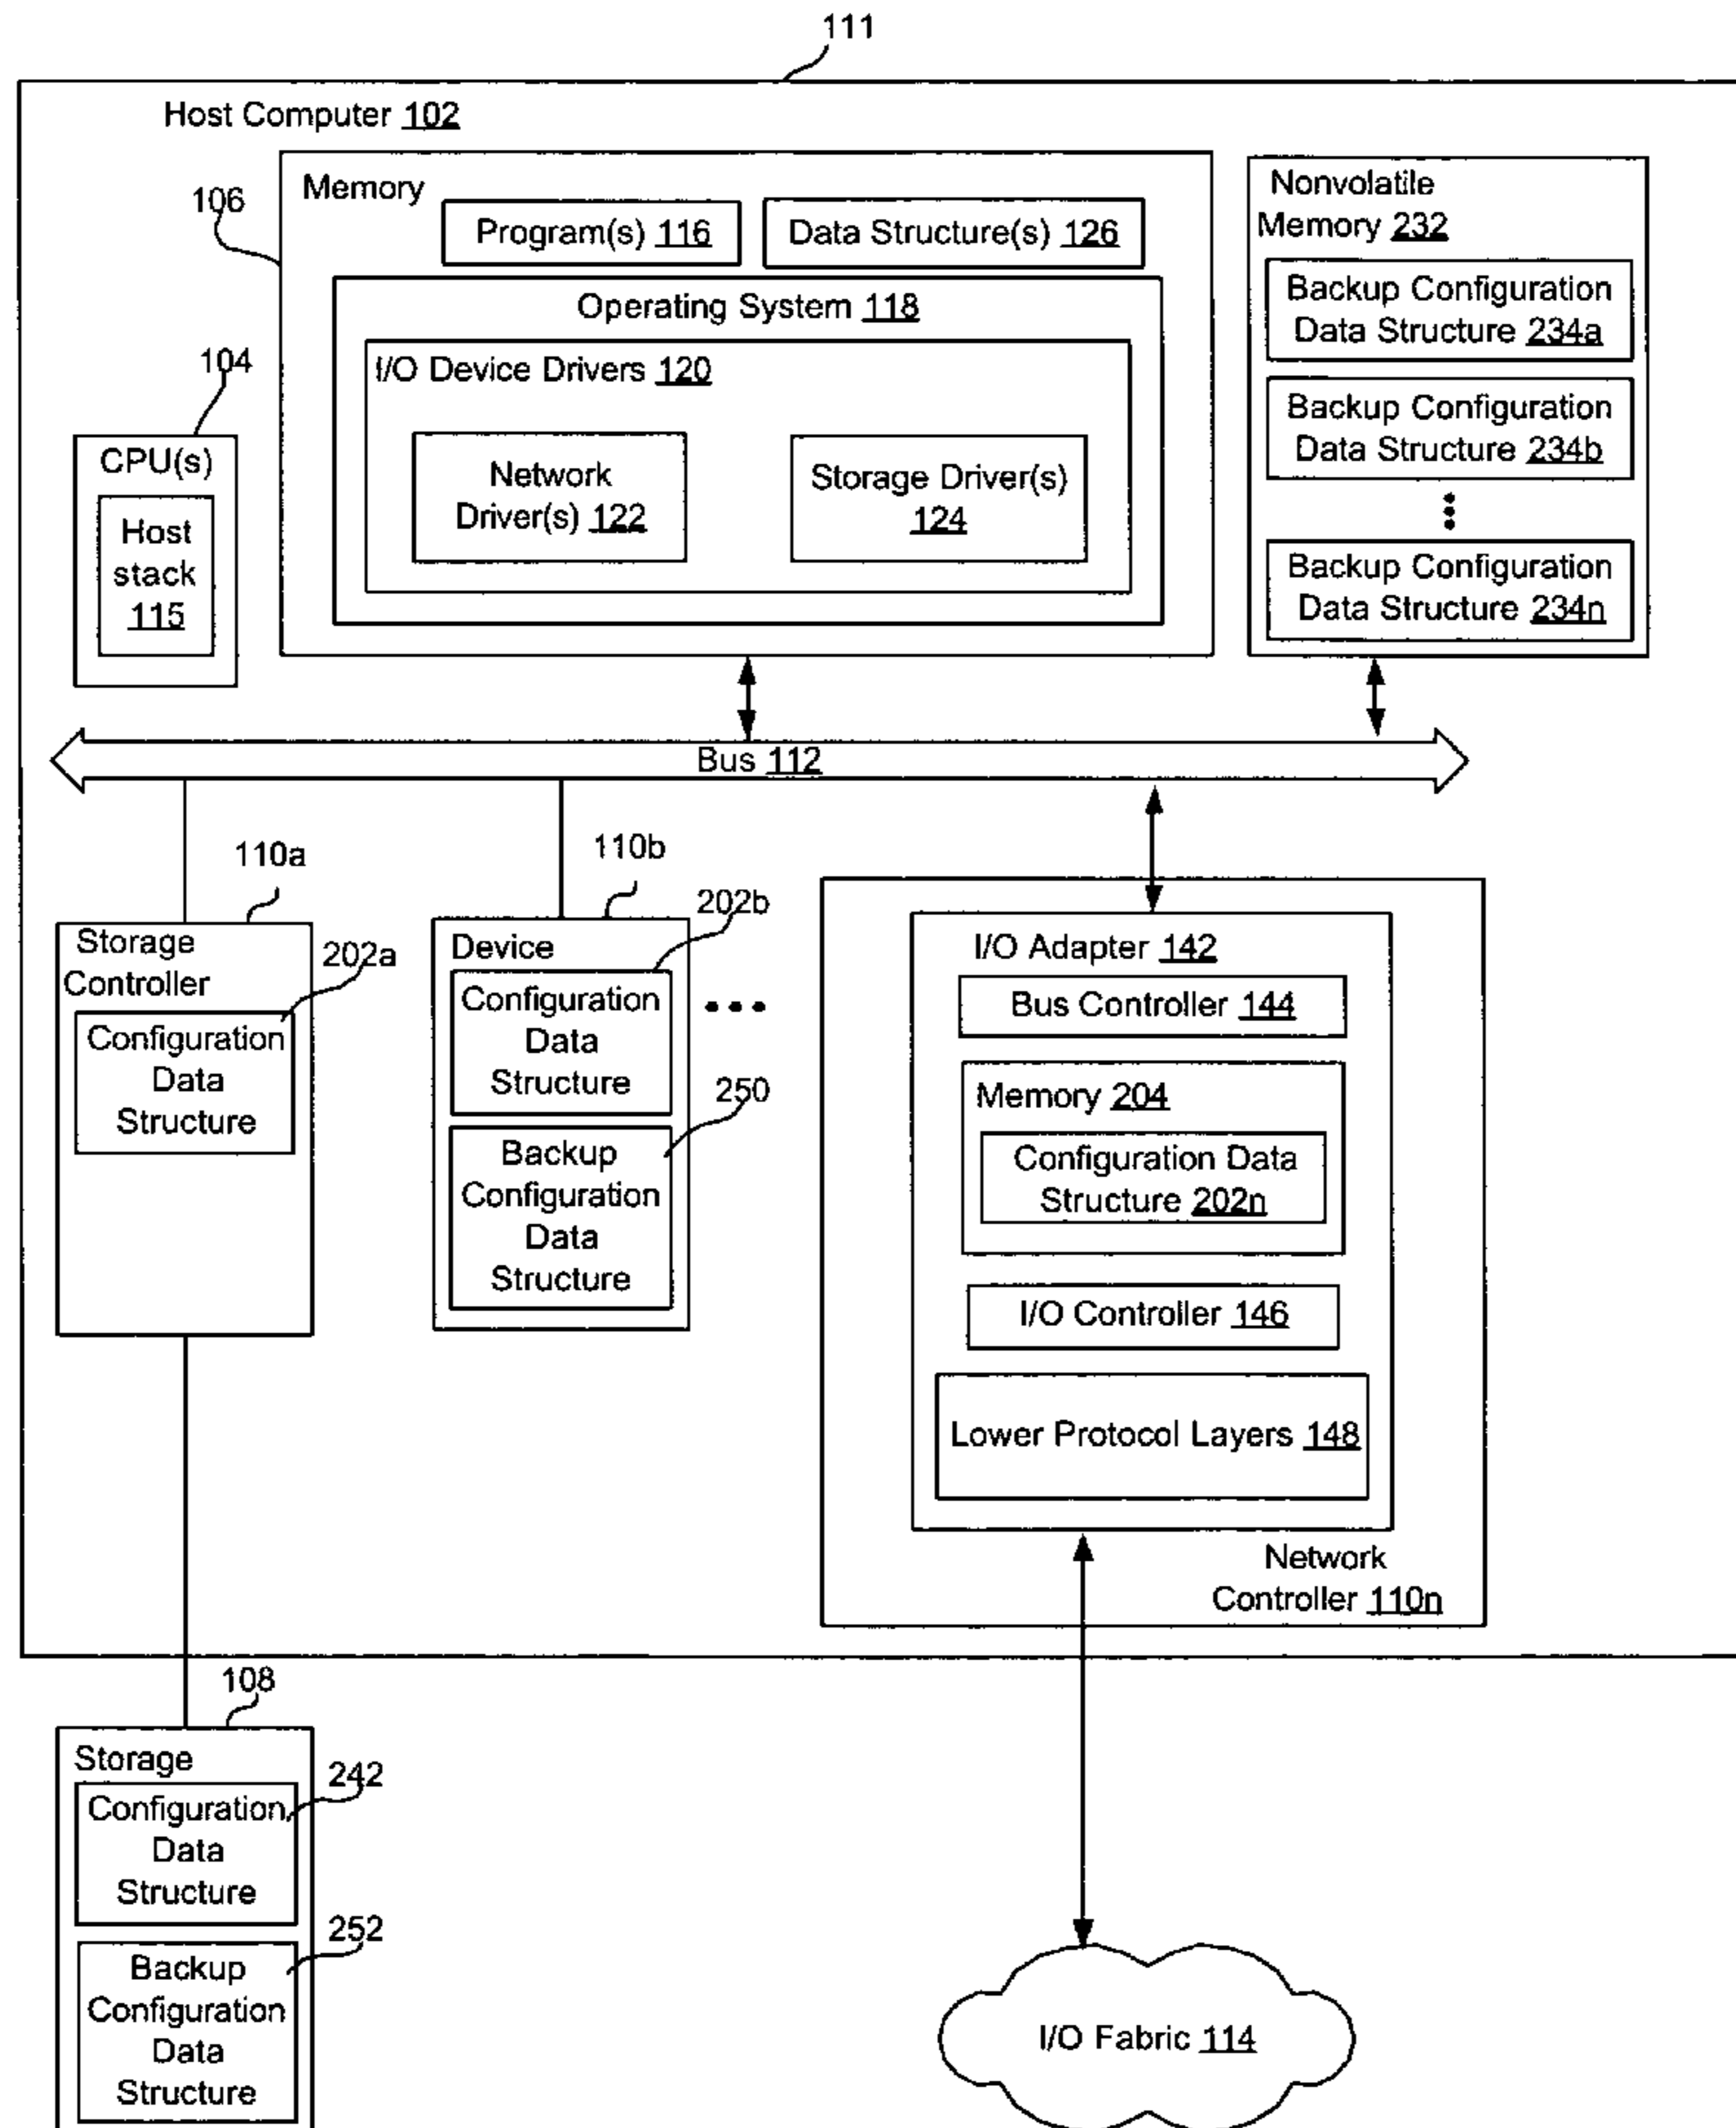 111
Host Computer 102
106
Memory
Program(s) 116
Data Structure(s) 126
Operating System 118
I/O Device Drivers 120
Network
Driver(s) 122
Storage Driver(s)
124
Nonvolatile
Memory 232
Backup Configuration
Data Structure 234a
Backup Configuration
Data Structure 234b
Backup Configuration
Data Structure 234n
104
CPU(s)
Host
stack
115
Bus 112
110a
Storage
Controller
202a
Configuration
Data
Structure
110b
Device
202b
Configuration
Data
Structure
250
Backup
Configuration
Data
Structure
I/O Adapter 142
Bus Controller 144
Memory 204
Configuration Data
Structure 202n
I/O Controller 146
Lower Protocol Layers 148
Network
Controller 110n
108
Storage
242
Configuration
Data
Structure
252
Backup
Configuration
Data
Structure
I/O Fabric 114